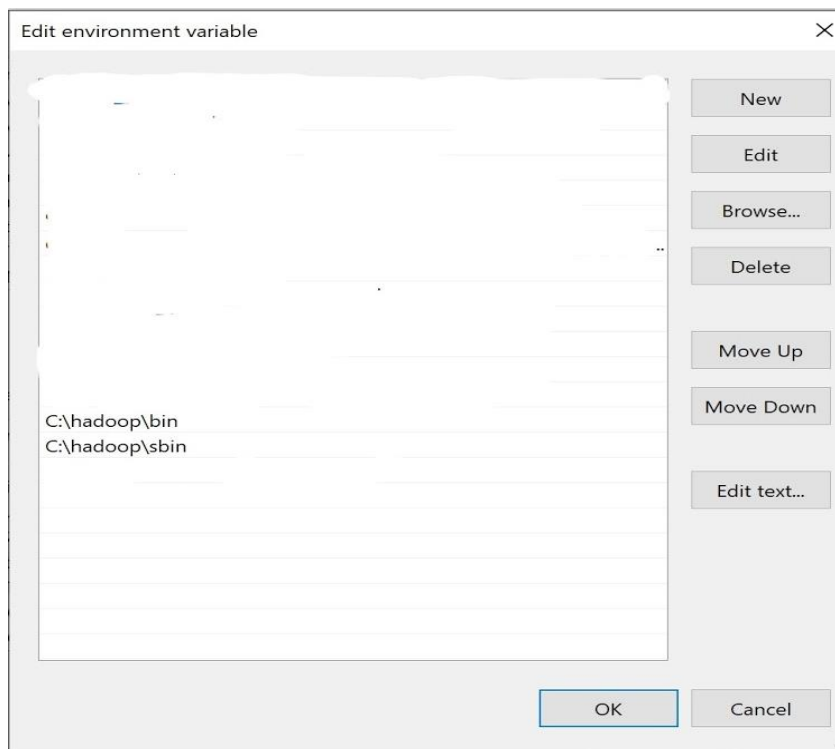 Edit environment variable
New
Edit
Browse...
Delete
Move Up
Move Down
C:\hadoop\bin
C:\hadoop\sbin
Edit text...
OK
Cancel